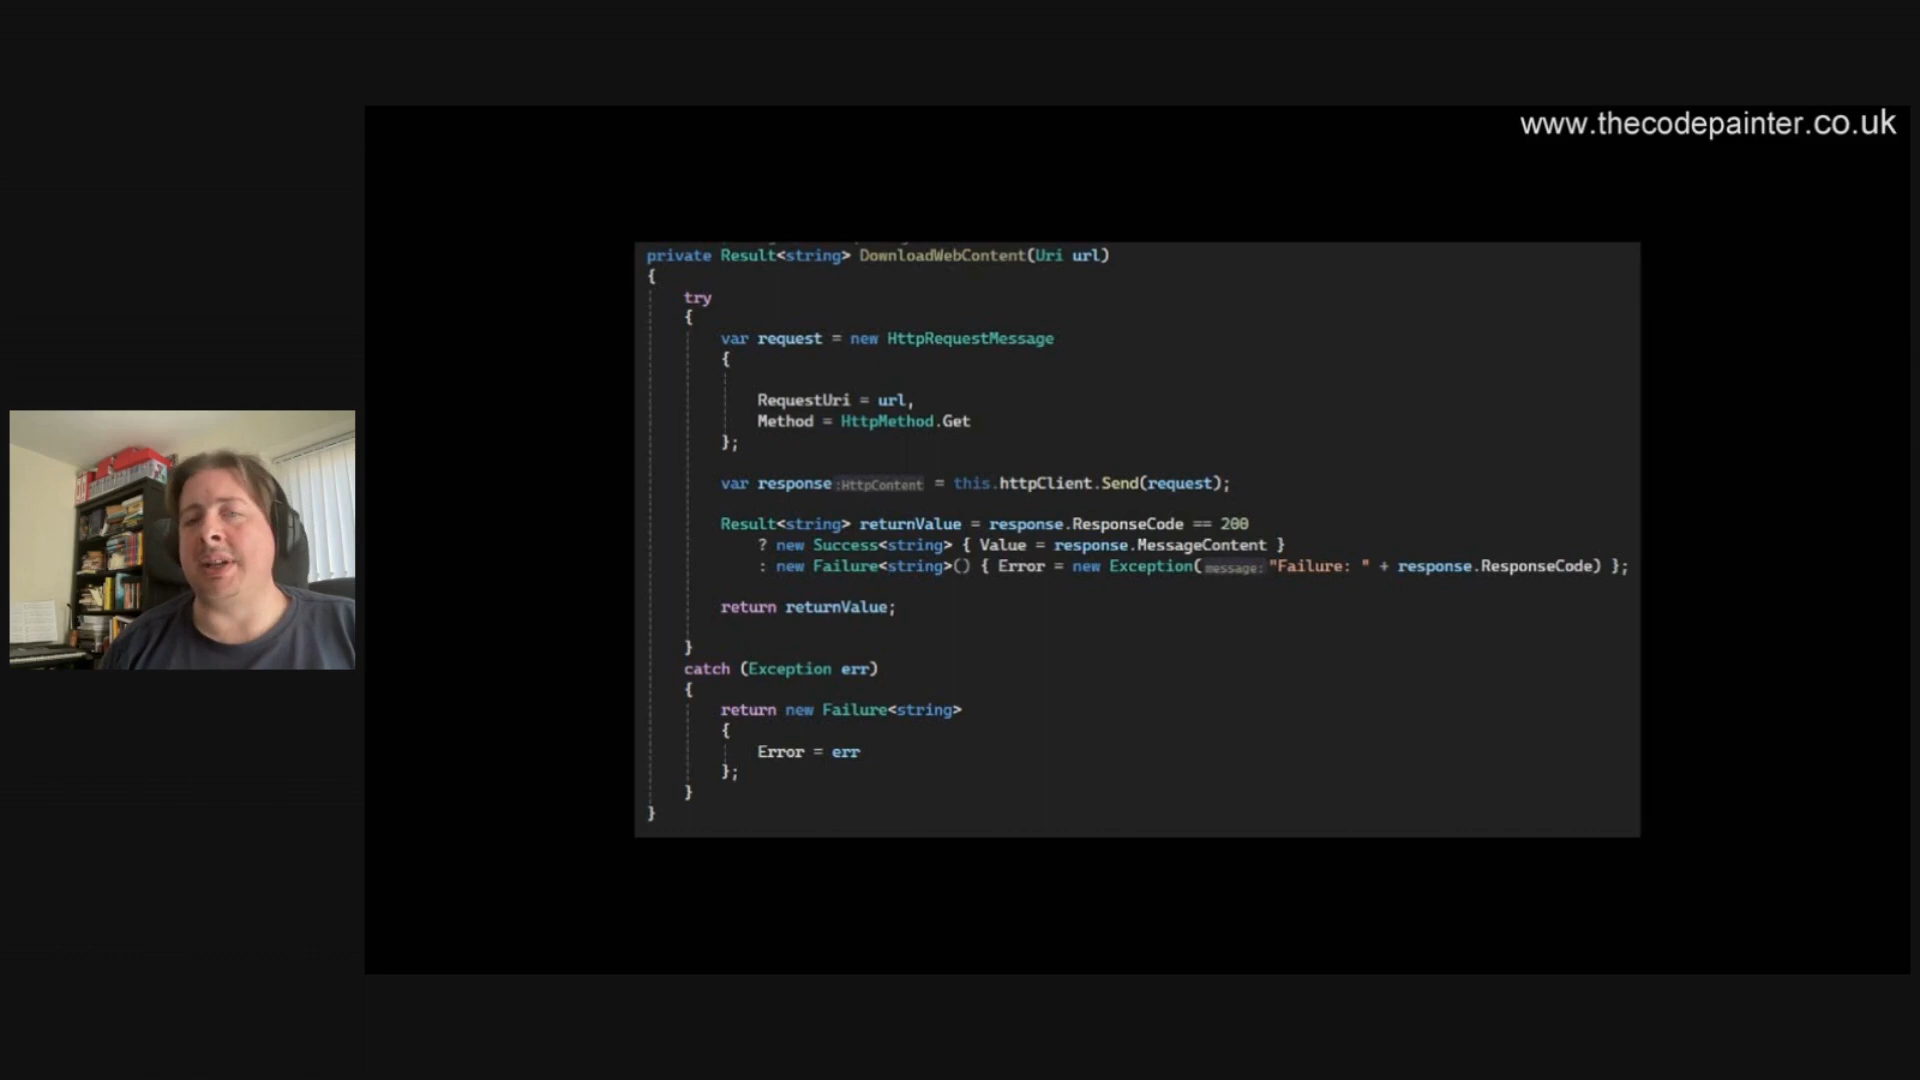 www.thecodepainter.co.uk
private Result<string> DownloadWebContent(Uri url)
{
try
{
var request = new HttpRequestMessage
{
RequestUri = url,
Method = HttpMethod.Get
};
var response :HttpContent = this.httpClient.Send(request);
Result<string> returnValue = response.ResponseCode == 200
? new Success<string> { Value = response.MessageContent }
: new Failure<string>() { Error = new Exception( message: "Failure: " + response.ResponseCode) };
return returnValue;
}
catch (Exception err)
{
return new Failure<string>
{
Error = err
};
}
}